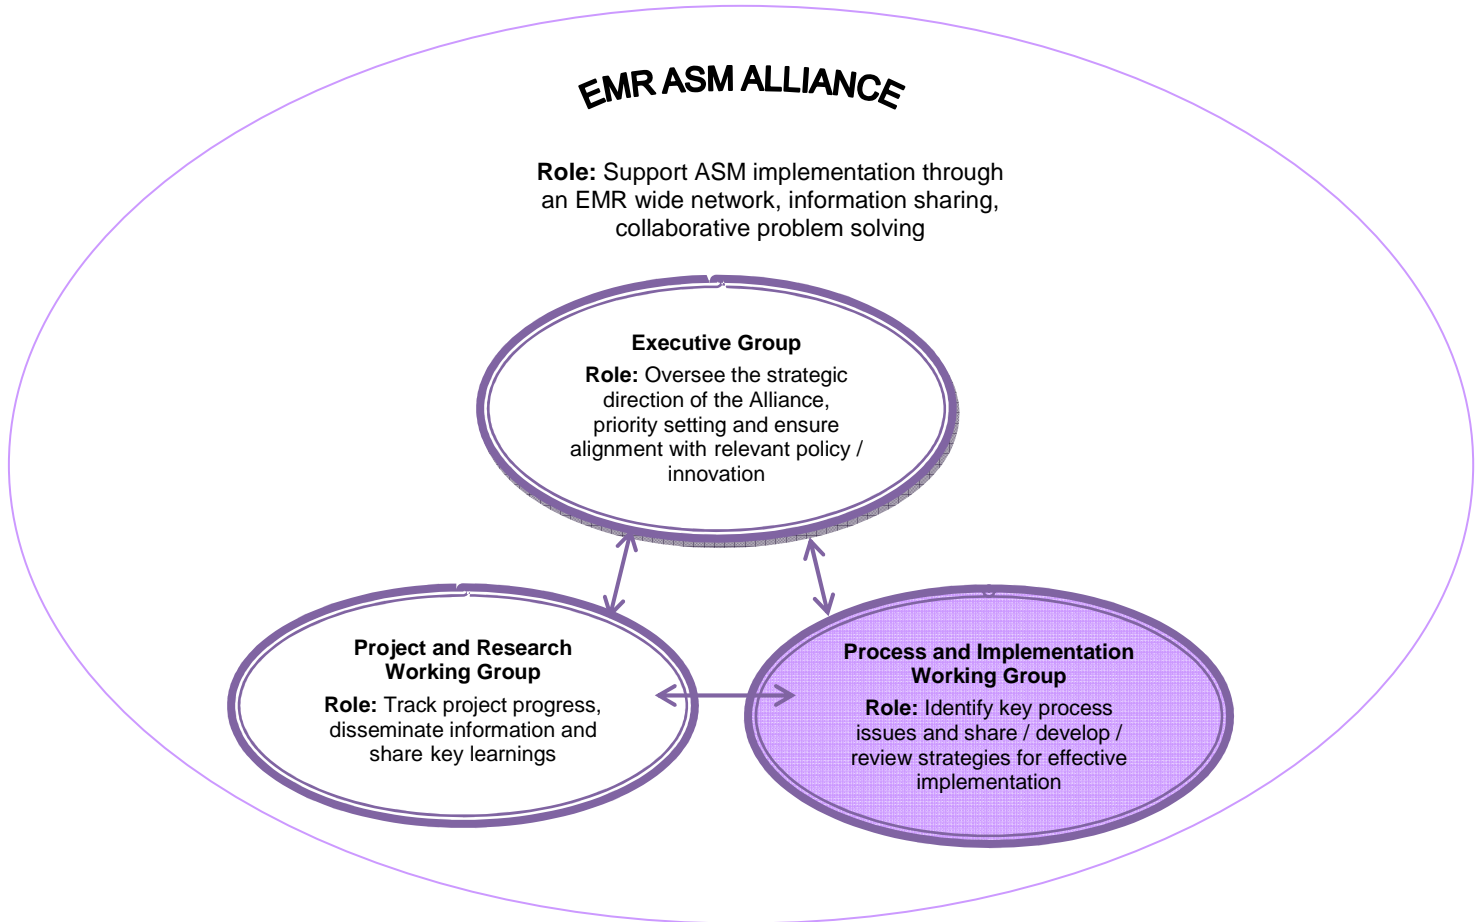 EMR ASM ALLIANCE
Role: Support ASM implementation through
an EMR wide network, information sharing,
collaborative problem solving
Executive Group
Role: Oversee the strategic
direction of the Alliance,
priority setting and ensure
alignment with relevant policy /
innovation
Project and Research
Working Group
Role: Track project progress,
disseminate information and
share key learnings
Process and Implementation
Working Group
Role: Identify key process
issues and share / develop /
review strategies for effective
implementation